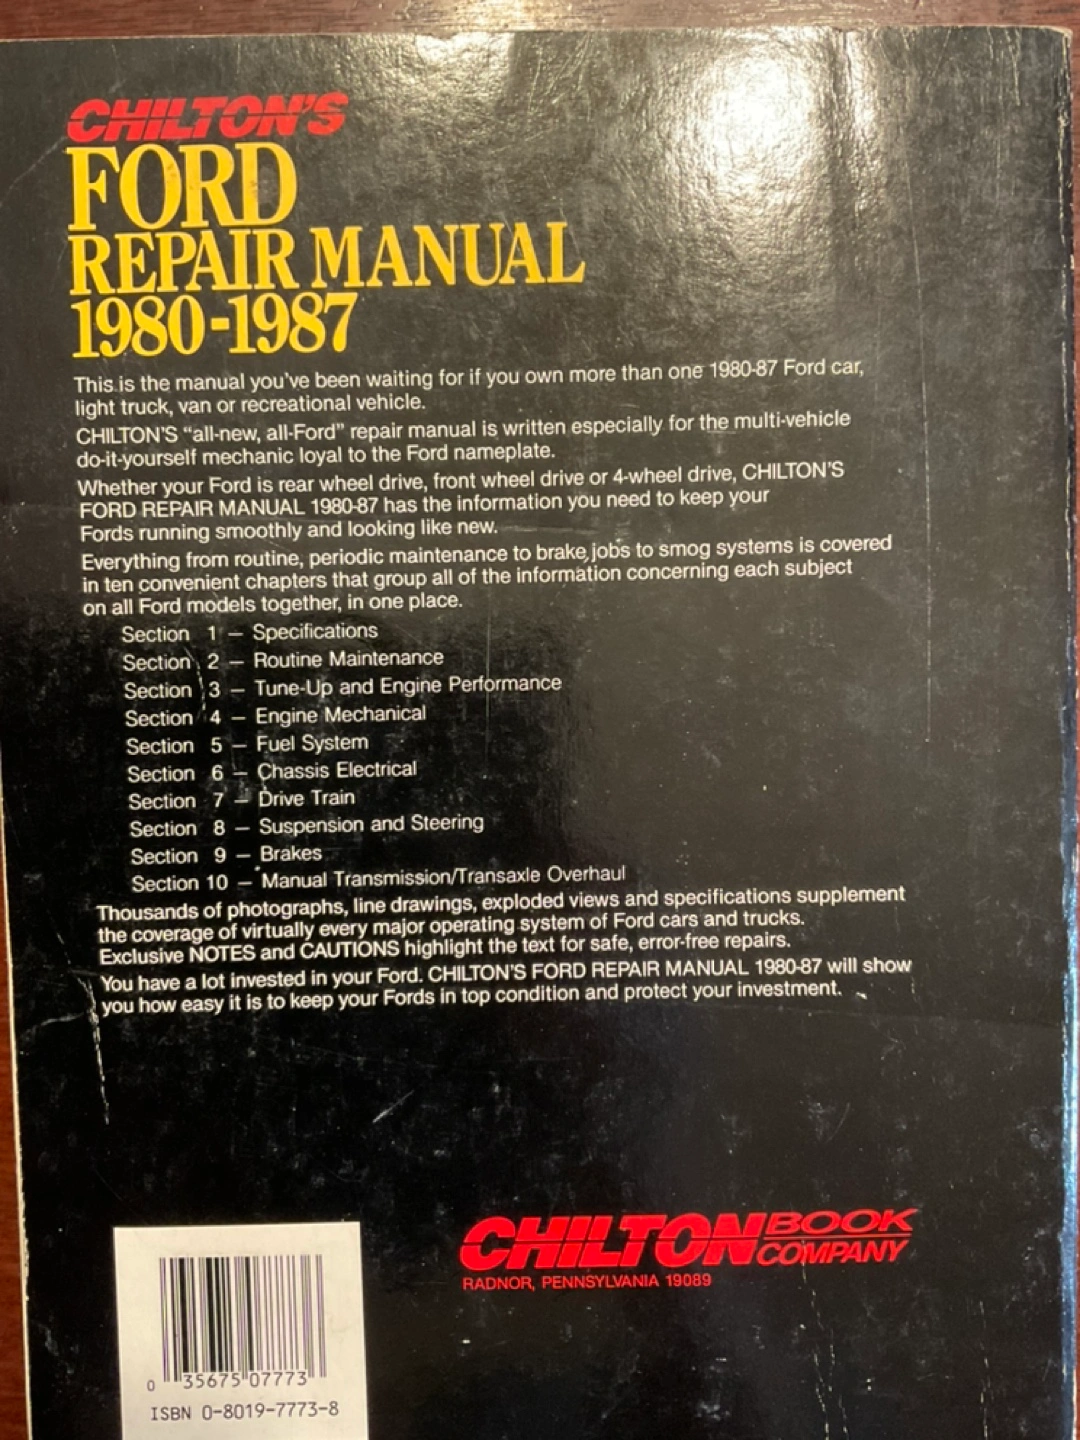 CHILTON'S
FORD
REPAIR MANUAL
1980-1987
This is the manual you've been waiting for if you own more than one 1980-87 Ford car,
light truck, van or recreational vehicle.
CHILTON'S “all-new, all-Ford” repair manual is written especially for the multi-vehicle
do-it-yourself mechanic loyal to the Ford nameplate.
Whether your Ford is rear wheel drive, front wheel drive or 4-wheel drive, CHILTON'S
FORD REPAIR MANUAL 1980-87 has the information you need to keep your
Fords running smoothly and looking like new.
Everything from routine, periodic maintenance to brake jobs to smog systems is covered
in ten convenient chapters that group all of the information concerning each subject
on all Ford models together, in one place.
Section 1 — Specifications
Section 2 — Routine Maintenance
Section 3 — Tune-Up and Engine Performance
Section 4 — Engine Mechanical
Section 5 — Fuel System
Section 6 — Chassis Electrical
Section 7 — Drive Train
Section 8 — Suspension and Steering
Section 9 — Brakes
Section 10 — Manual Transmission/Transaxle Overhaul
Thousands of photographs, line drawings, exploded views and specifications supplement
the coverage of virtually every major operating system of Ford cars and trucks.
Exclusive NOTES and CAUTIONS highlight the text for safe, error-free repairs.
You have a lot invested in your Ford. CHILTON'S FORD REPAIR MANUAL 1980-87 will show
you how easy it is to keep your Fords in top condition and protect your investment.
CHILTON BOOK COMPANY
RADNOR, PENNSYLVANIA 19089
0 35675 07773
ISBN 0-8019-7773-8